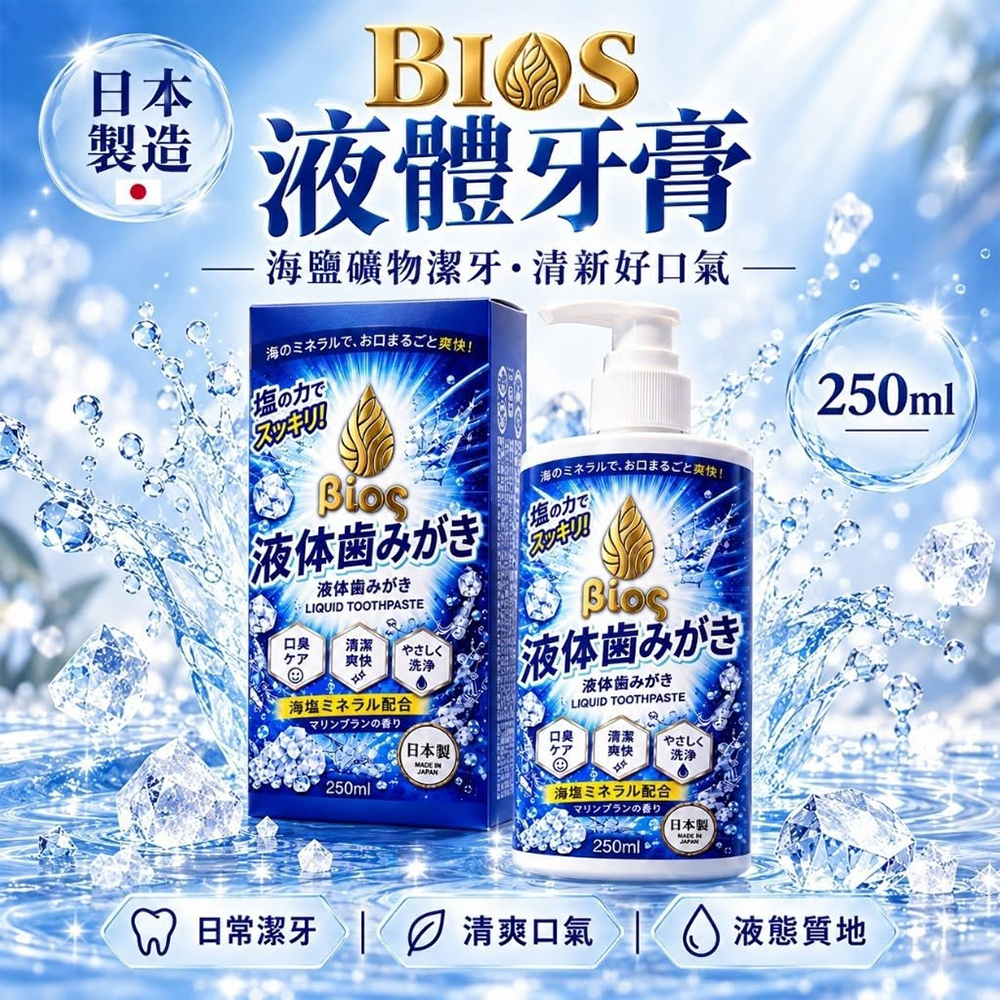 BIOS
日本
製造
液體牙膏
海鹽礦物潔牙・清新好口氣
250ml
海のミネラルで、お口まるごと爽快!
塩の力で
スッキリ!
βios
液体歯みがき
液体歯みがき
LIQUID TOOTHPASTE
口臭
ケア
清潔
爽快
やさしく
洗浄
海塩ミネラル配合
マリンブランの香り
日本製
MADE IN
JAPAN
250ml
海のミネラルで、お口まるごと爽快!
塩の力で
スッキリ!
βios
液体歯みがき
液体歯みがき
LIQUID TOOTHPASTE
口臭
ケア
清潔
爽快
やさしく
洗浄
海塩ミネラル配合
マリンブランの香り
日本製
MADE IN
JAPAN
250ml
日常潔牙
清爽口氣
液態質地